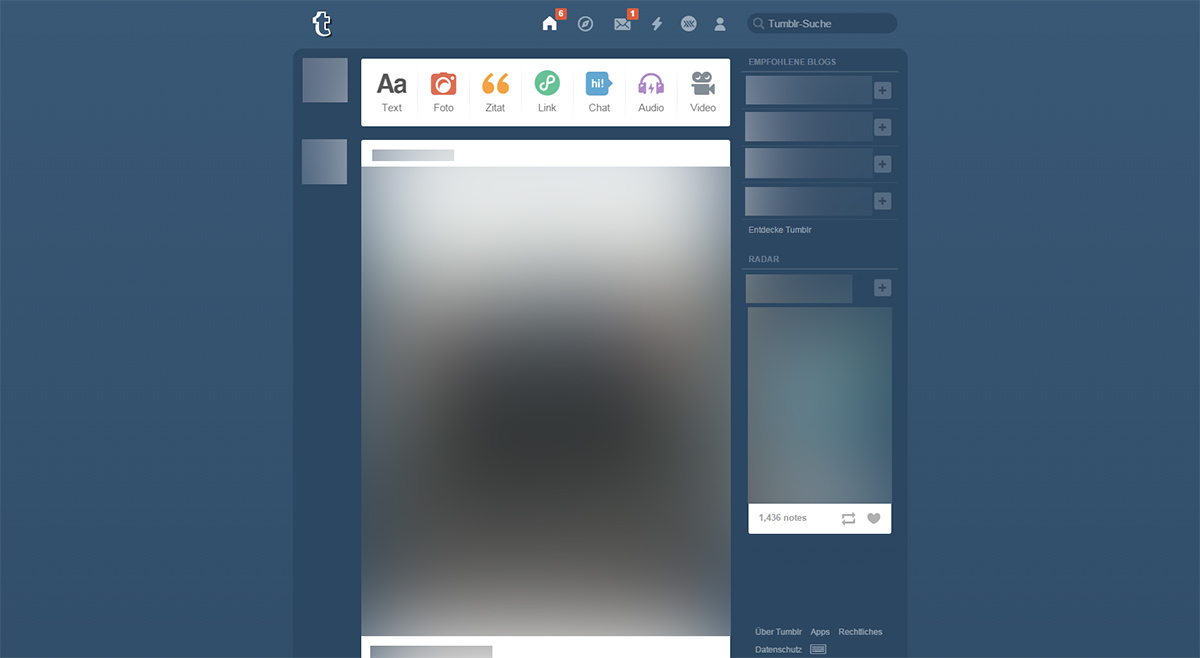 t
6
1
Tumblr-Suche
Aa
hi!
Text Foto Zitat Link Chat Audio Video
EMPFOHLENE BLOGS
Entdecke Tumblr
RADAR
1,436 notes
Über Tumblr Apps Rechtliches
Datenschutz